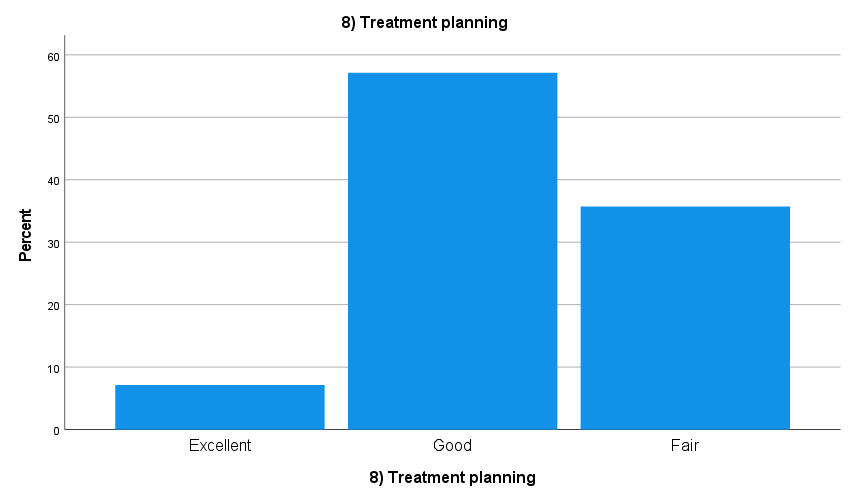 8) Treatment planning
Percent
60
50
40
30
20
10
0
Excellent Good Fair
8) Treatment planning